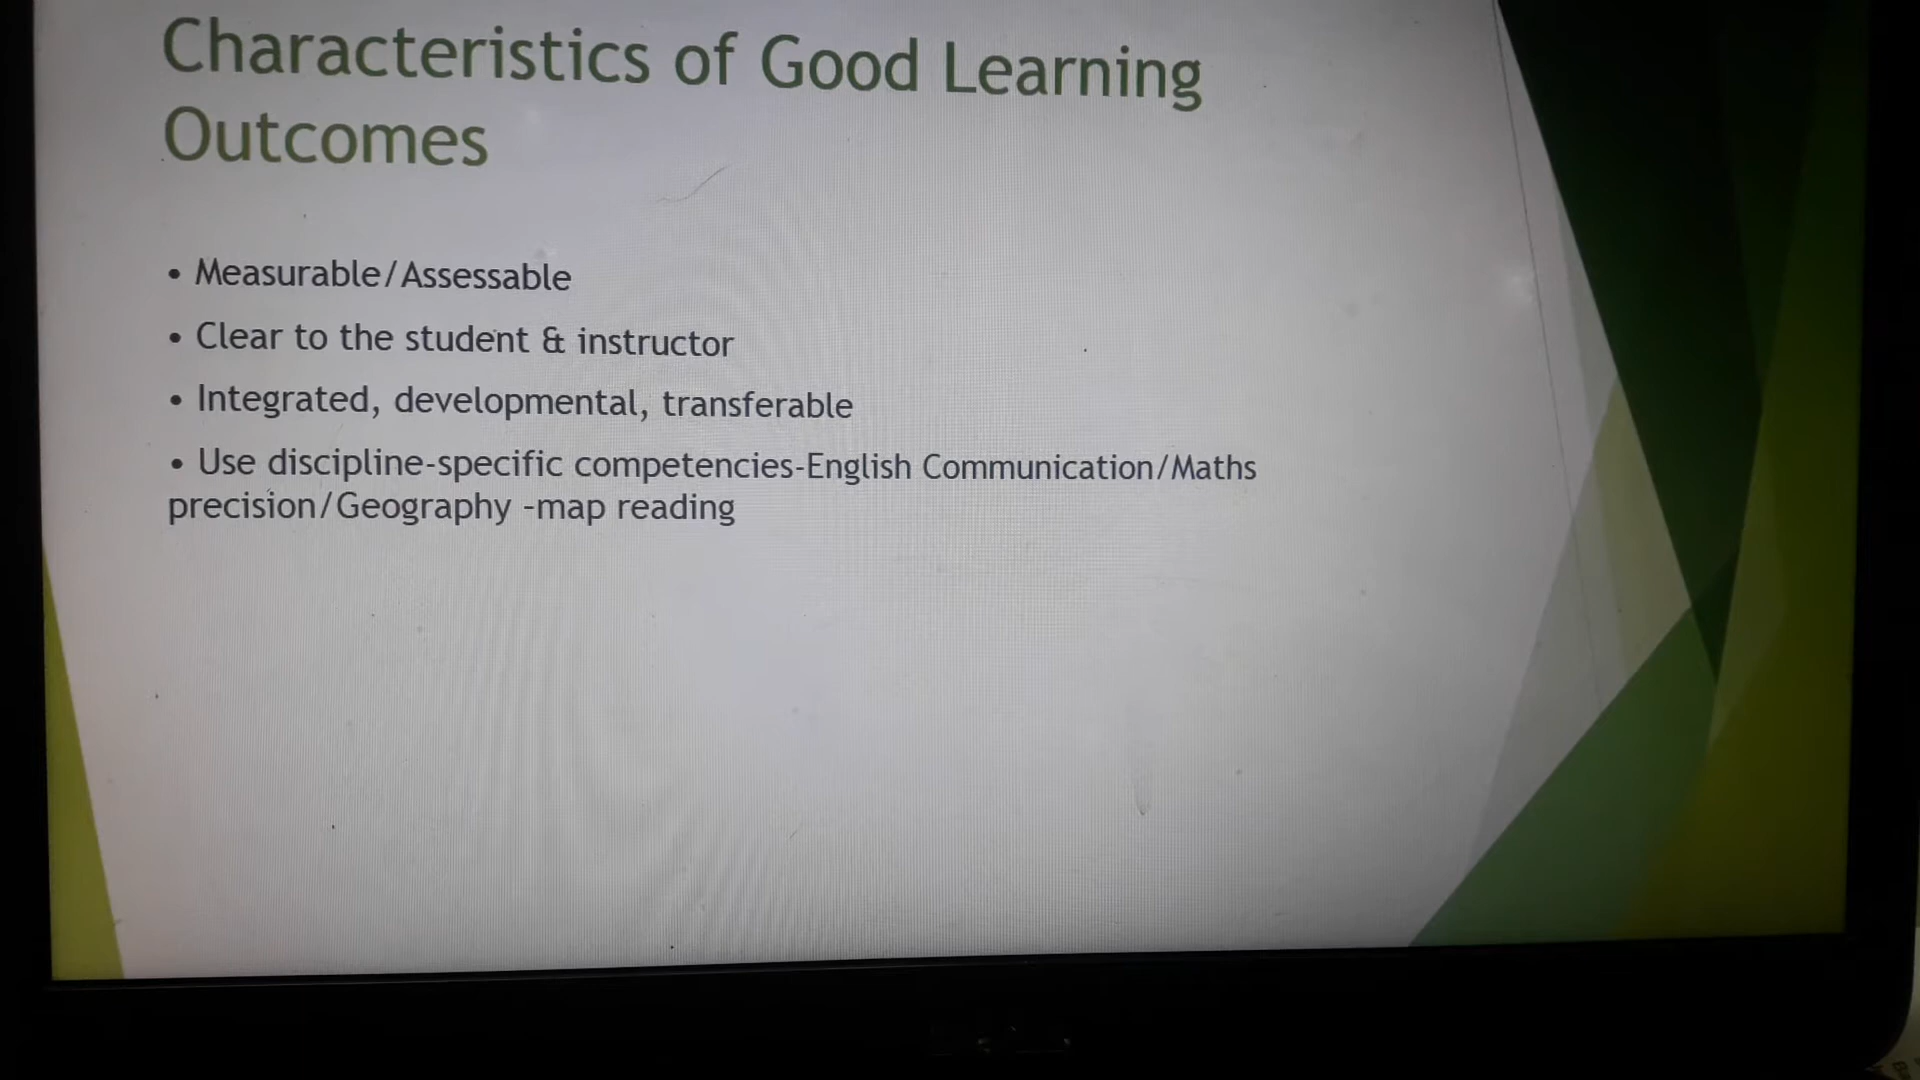 Characteristics of Good Learning
Outcomes
• Measurable/Assessable
• Clear to the student & instructor
• Integrated, developmental, transferable
• Use discipline-specific competencies-English Communication/Maths
precision/Geography -map reading